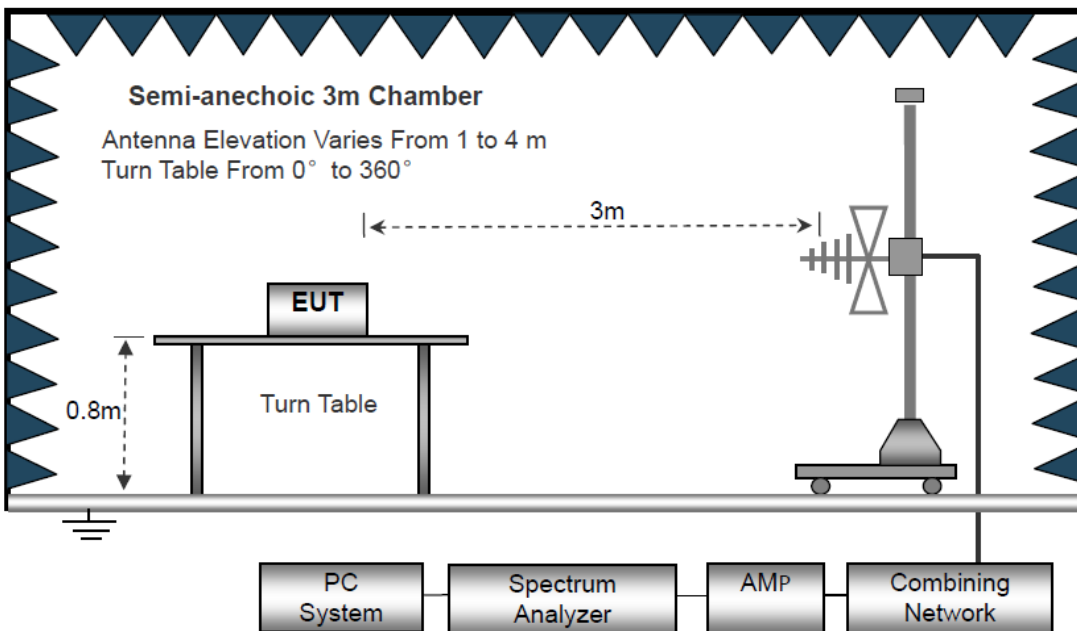 Semi-anechoic 3m Chamber
Antenna Elevation Varies From 1 to 4 m
Turn Table From 0° to 360°
3m
EUT
0.8m
Turn Table
PC
System
Spectrum
Analyzer
AMP
Combining
Network